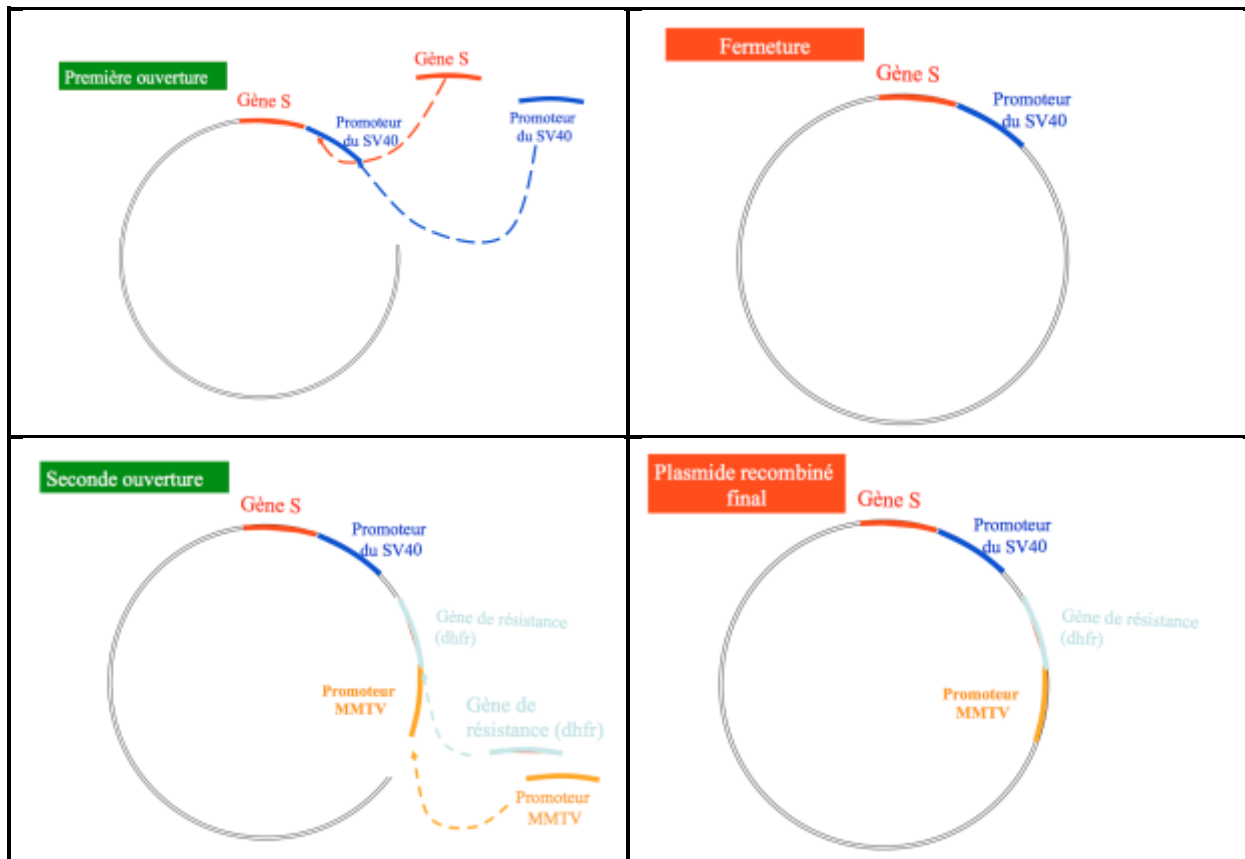 Première ouverture
Gène S
Gène S
Promoteur
du SV40
Promoteur
du SV40
Fermeture
Gène S
Promoteur
du SV40
Seconde ouverture
Gène S
Promoteur
du SV40
Gène de résistance
(dhfr)
Promoteur
MMTV
Gène de
résistance (dhfr)
Promoteur
MMTV
Plasmide recombiné
final
Gène S
Promoteur
du SV40
Gène de résistance
(dhfr)
Promoteur
MMTV